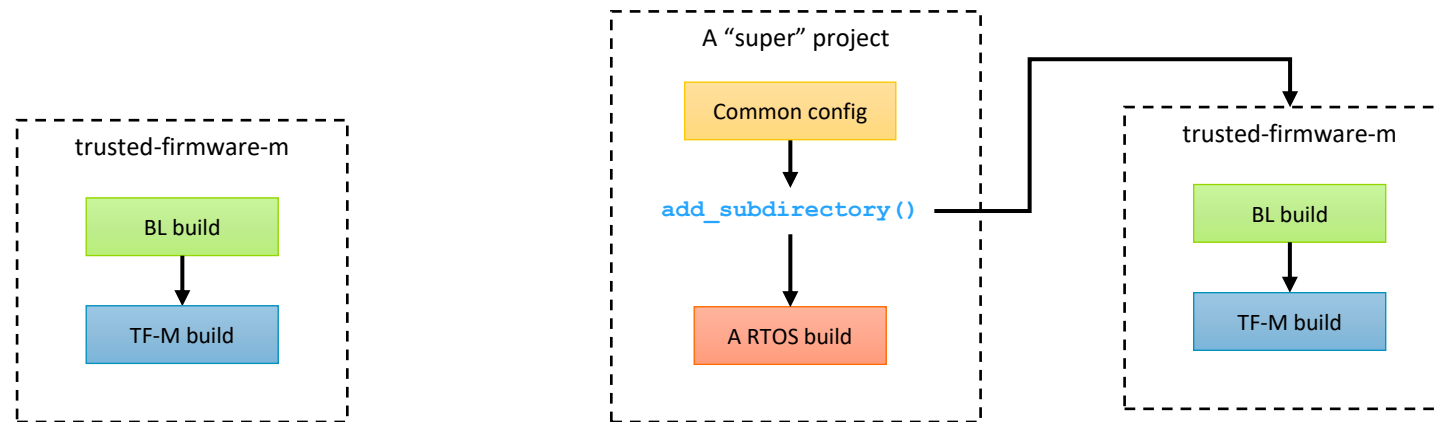 trusted-firmware-m
BL build
TF-M build
A “super” project
Common config
add_subdirectory()
A RTOS build
trusted-firmware-m
BL build
TF-M build